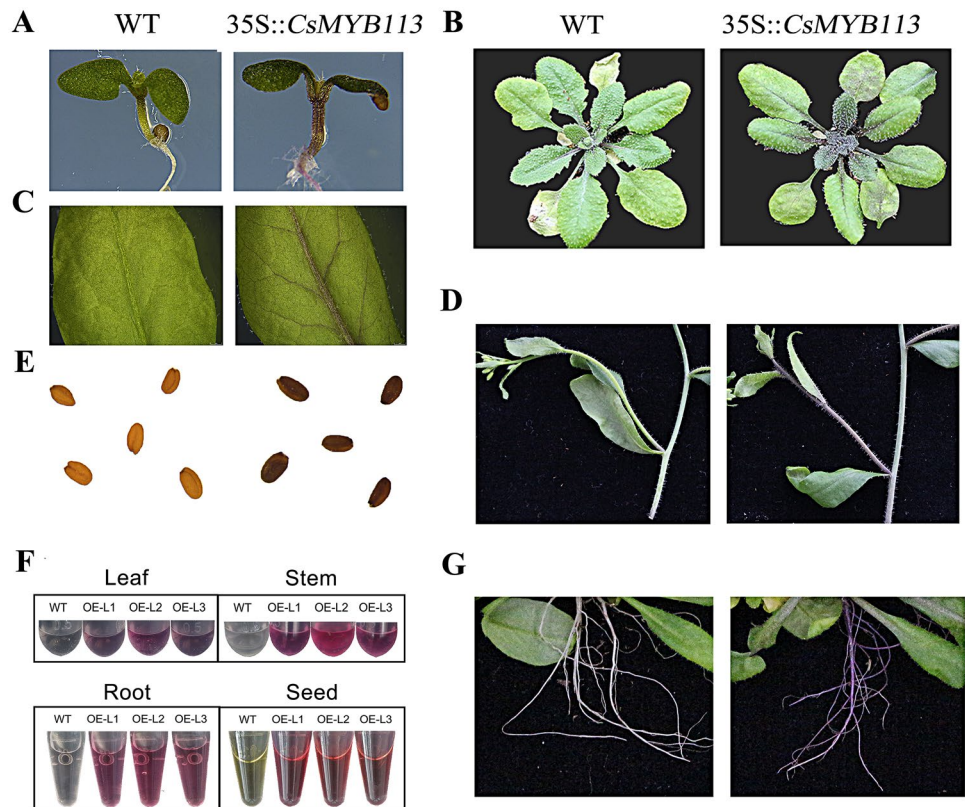 A WT 35S::CsMYB113
B WT 35S::CsMYB113
C
D
E
F
Leaf Stem
WT OE-L1 OE-L2 OE-L3 WT OE-L1 OE-L2 OE-L3
Root Seed
WT OE-L1 OE-L2 OE-L3 WT OE-L1 OE-L2 OE-L3
G